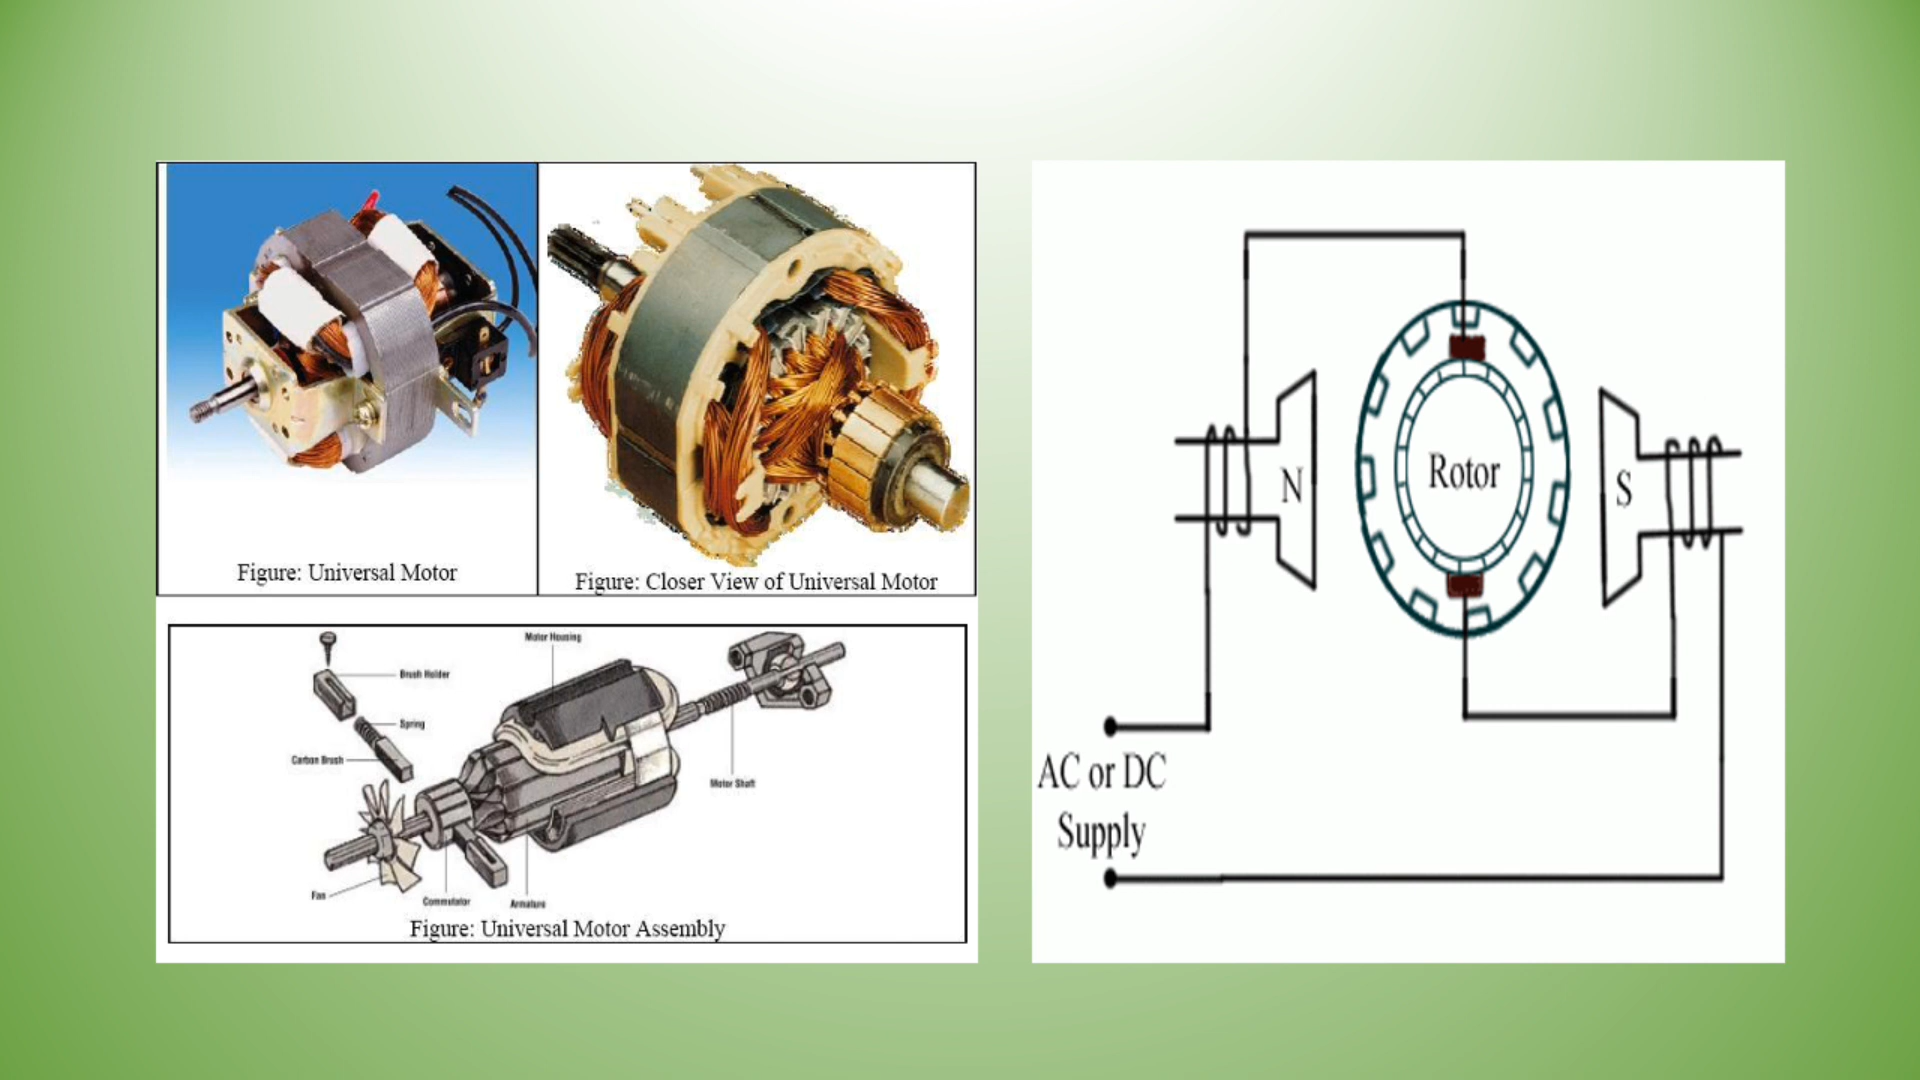 Figure: Universal Motor
Figure: Closer View of Universal Motor
Motor Housing
Brush Holder
Spring
Carbon Brush
Motor Shaft
Fan
Commutator
Armature
Figure: Universal Motor Assembly
N
Rotor
S
AC or DC
Supply